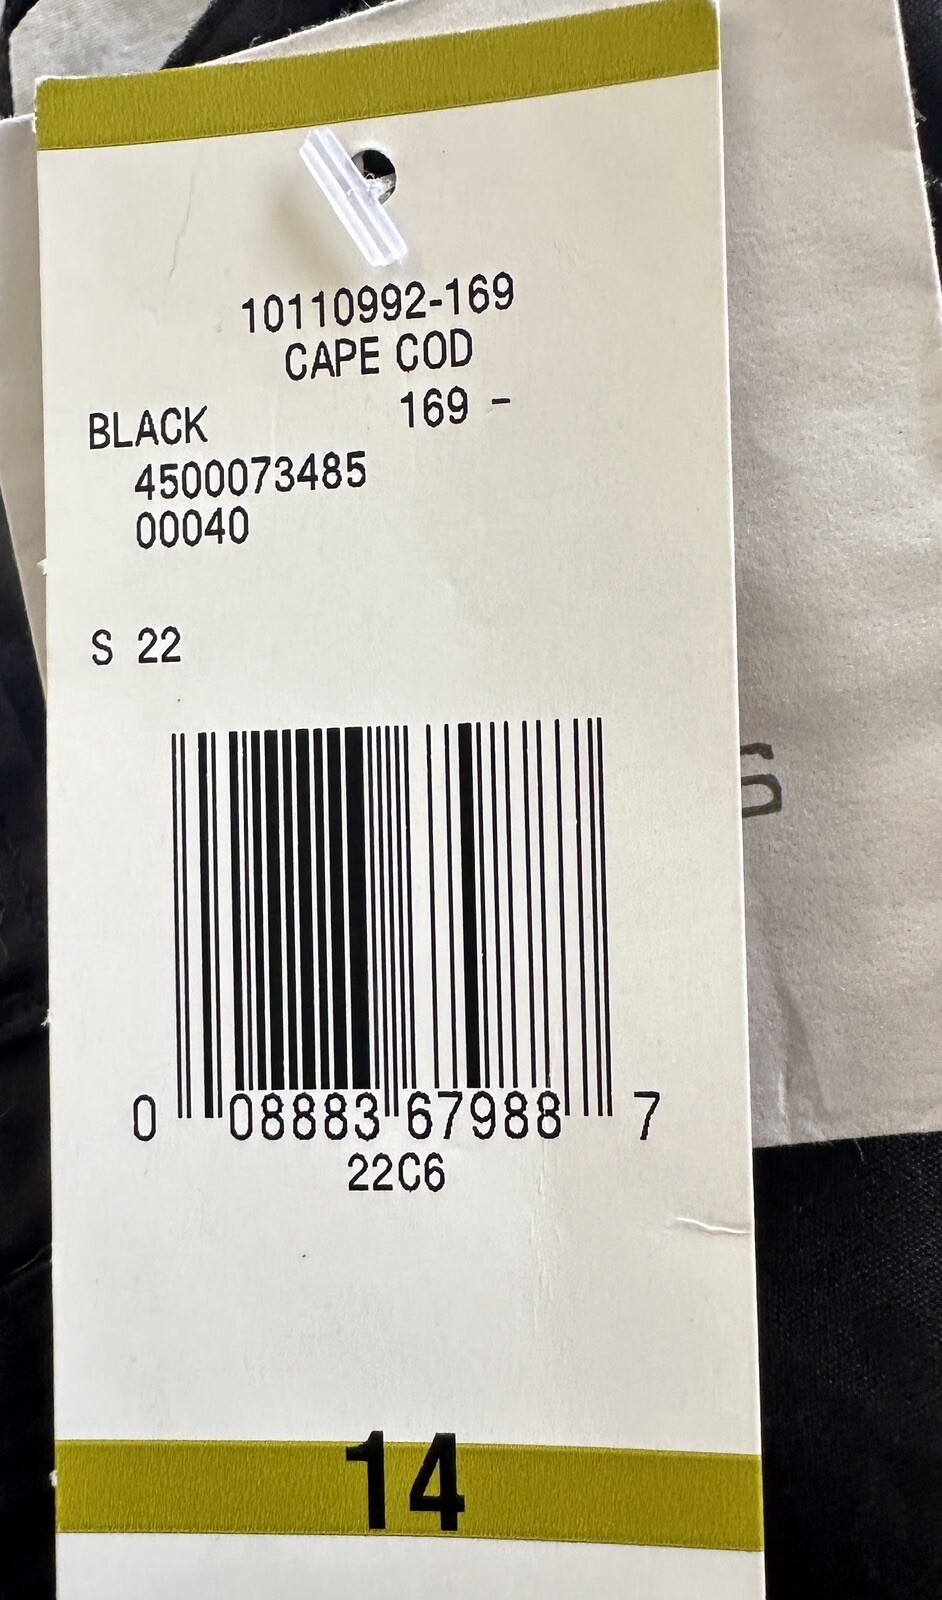 10110992-169
CAPE COD
BLACK 169 -
4500073485
00040
S 22
0 08883 67988 7
22C6
14